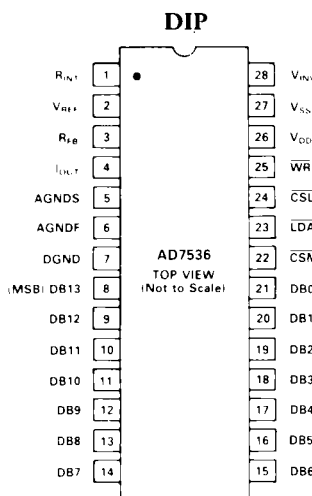 DIP
R_INT 1
V_REF 2
R_FB 3
I_OUT 4
AGNDS 5
AGNDF 6
DGND 7
(MSB) DB13 8
DB12 9
DB11 10
DB10 11
DB9 12
DB8 13
DB7 14
AD7536
TOP VIEW
(Not to Scale)
28 V_INV
27 V_SS
26 V_DD
25 WR
24 CSL
23 LDA
22 CSM
21 DB0
20 DB1
19 DB2
18 DB3
17 DB4
16 DB5
15 DB6